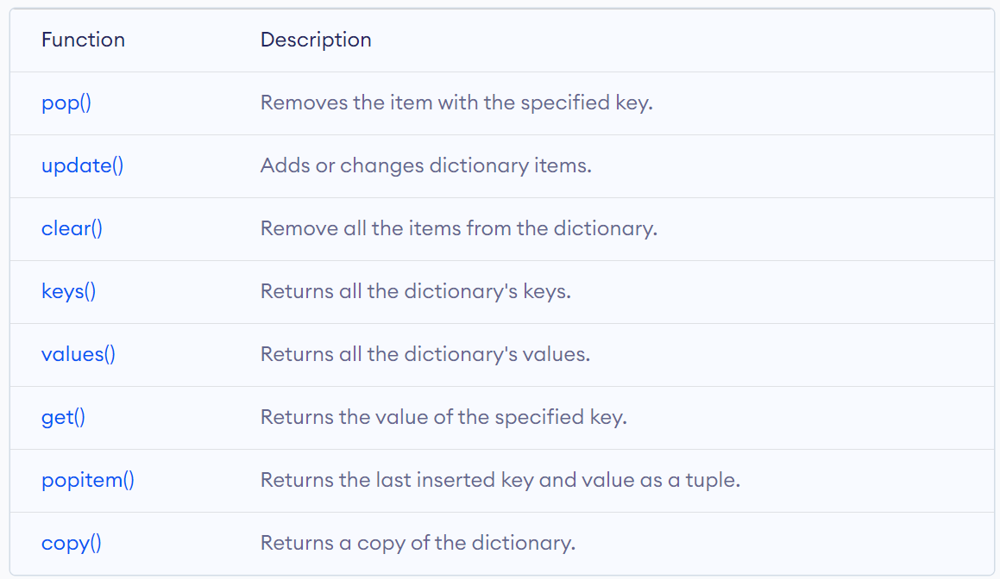 Function Description
pop() Removes the item with the specified key.
update() Adds or changes dictionary items.
clear() Remove all the items from the dictionary.
keys() Returns all the dictionary's keys.
values() Returns all the dictionary's values.
get() Returns the value of the specified key.
popitem() Returns the last inserted key and value as a tuple.
copy() Returns a copy of the dictionary.